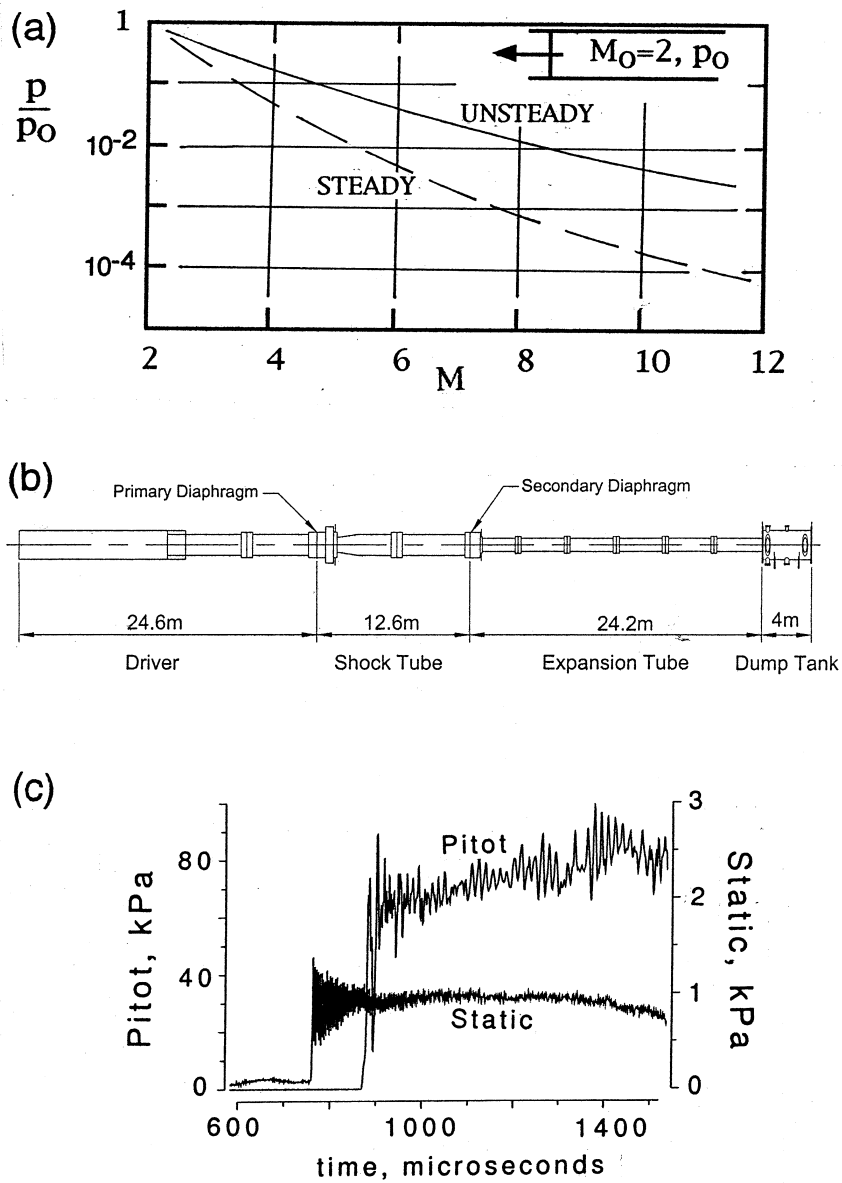 (a)
1
p/p₀
10⁻²
10⁻⁴
M₀=2, p₀
UNSTEADY
STEADY
2 4 6 8 10 12
M
(b)
Primary Diaphragm
Secondary Diaphragm
24.6m 12.6m 24.2m 4m
Driver Shock Tube Expansion Tube Dump Tank
(c)
Pitot, kPa
80
40
0
Pitot
Static
3
2
1
0
Static, kPa
600 1000 1400
time, microseconds